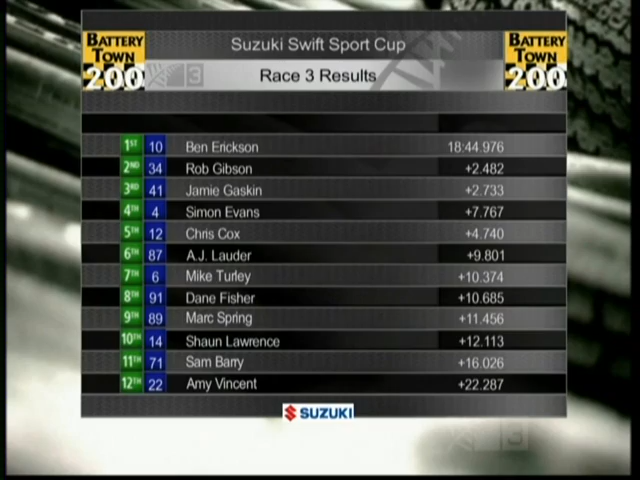 BATTERY TOWN 200
Suzuki Swift Sport Cup
BATTERY TOWN 200
3
Race 3 Results
1ST 10 Ben Erickson 18:44.976
2ND 34 Rob Gibson +2.482
3RD 41 Jamie Gaskin +2.733
4TH 4 Simon Evans +7.767
5TH 12 Chris Cox +4.740
6TH 87 A.J. Lauder +9.801
7TH 6 Mike Turley +10.374
8TH 91 Dane Fisher +10.685
9TH 89 Marc Spring +11.456
10TH 14 Shaun Lawrence +12.113
11TH 71 Sam Barry +16.026
12TH 22 Amy Vincent +22.287
SUZUKI
3